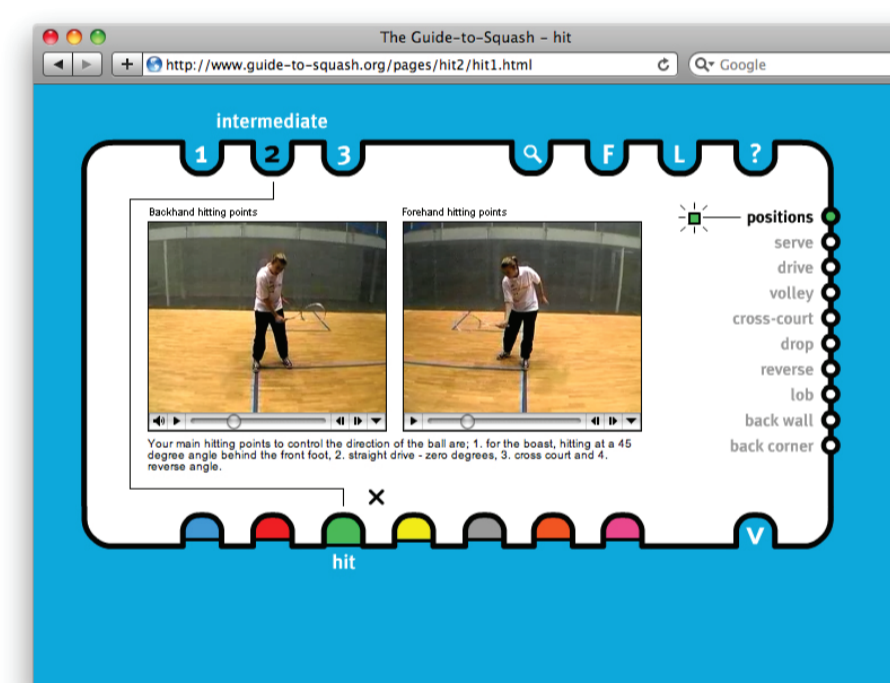 The Guide-to-Squash – hit
http://www.guide-to-squash.org/pages/hit2/hit1.html
Google
intermediate
1 2 3 F L ?
Backhand hitting points
Forehand hitting points
positions
serve
drive
volley
cross-court
drop
reverse
lob
back wall
back corner
Your main hitting points to control the direction of the ball are; 1. for the boast, hitting at a 45
degree angle behind the front foot, 2. straight drive - zero degrees, 3. cross court and 4.
reverse angle.
V
hit